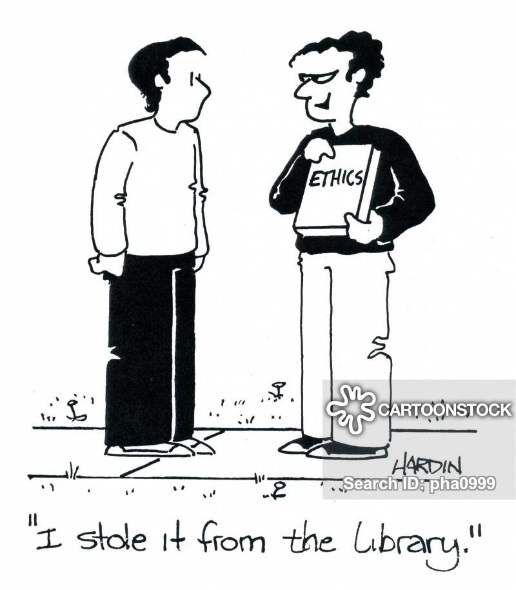 ETHICS
CARTOONSTOCK
HARDIN
Search ID: pha0999
"I stole it from the library."